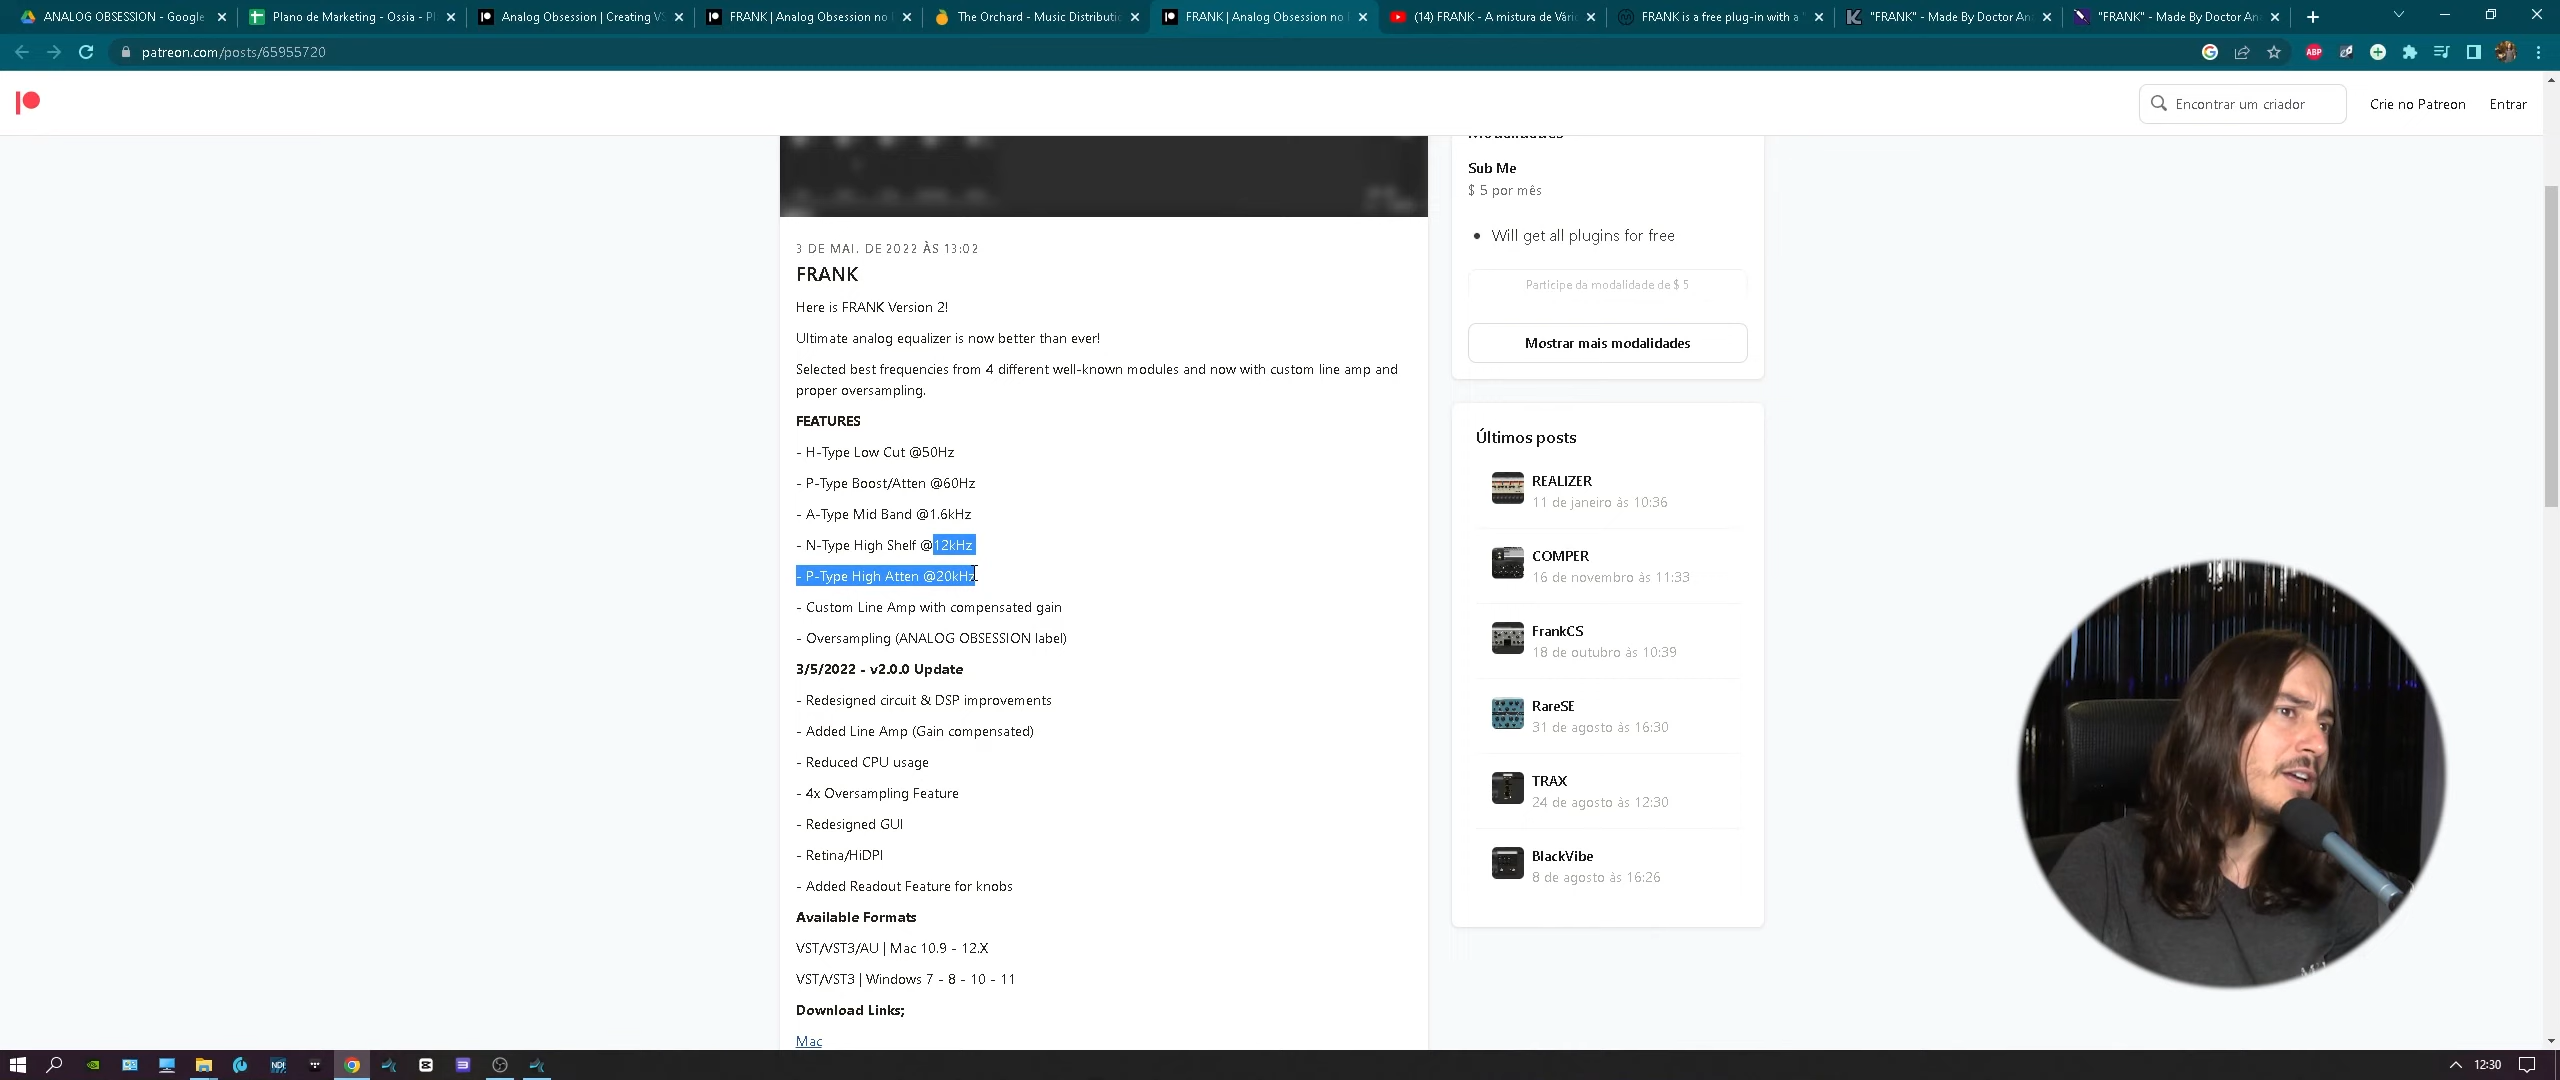 ANALOG OBSESSION - Google
Plano de Marketing - Ossia - Pl
Analog Obsession | Creating VS
FRANK | Analog Obsession no
The Orchard - Music Distributio
FRANK | Analog Obsession no
(14) FRANK - A mistura de Vári
FRANK is a free plug-in with a
"FRANK" - Made By Doctor An
"FRANK" - Made By Doctor An
patreon.com/posts/65955720
ABP
Encontrar um criador
Crie no Patreon
Entrar
3 DE MAI. DE 2022 ÀS 13:02
FRANK
Here is FRANK Version 2!
Ultimate analog equalizer is now better than ever!
Selected best frequencies from 4 different well-known modules and now with custom line amp and
proper oversampling.
FEATURES
- H-Type Low Cut @50Hz
- P-Type Boost/Atten @60Hz
- A-Type Mid Band @1.6kHz
- N-Type High Shelf @12kHz
- P-Type High Atten @20kHz
- Custom Line Amp with compensated gain
- Oversampling (ANALOG OBSESSION label)
3/5/2022 - v2.0.0 Update
- Redesigned circuit & DSP improvements
- Added Line Amp (Gain compensated)
- Reduced CPU usage
- 4x Oversampling Feature
- Redesigned GUI
- Retina/HiDPI
- Added Readout Feature for knobs
Available Formats
VST/VST3/AU | Mac 10.9 - 12.X
VST/VST3 | Windows 7 - 8 - 10 - 11
Download Links;
Mac
Modalidades
Sub Me
$ 5 por mês
• Will get all plugins for free
Participe da modalidade de $ 5
Mostrar mais modalidades
Últimos posts
REALIZER
11 de janeiro às 10:36
COMPER
16 de novembro às 11:33
FrankCS
18 de outubro às 10:39
RareSE
31 de agosto às 16:30
TRAX
24 de agosto às 12:30
BlackVibe
8 de agosto às 16:26
NDI
12:30